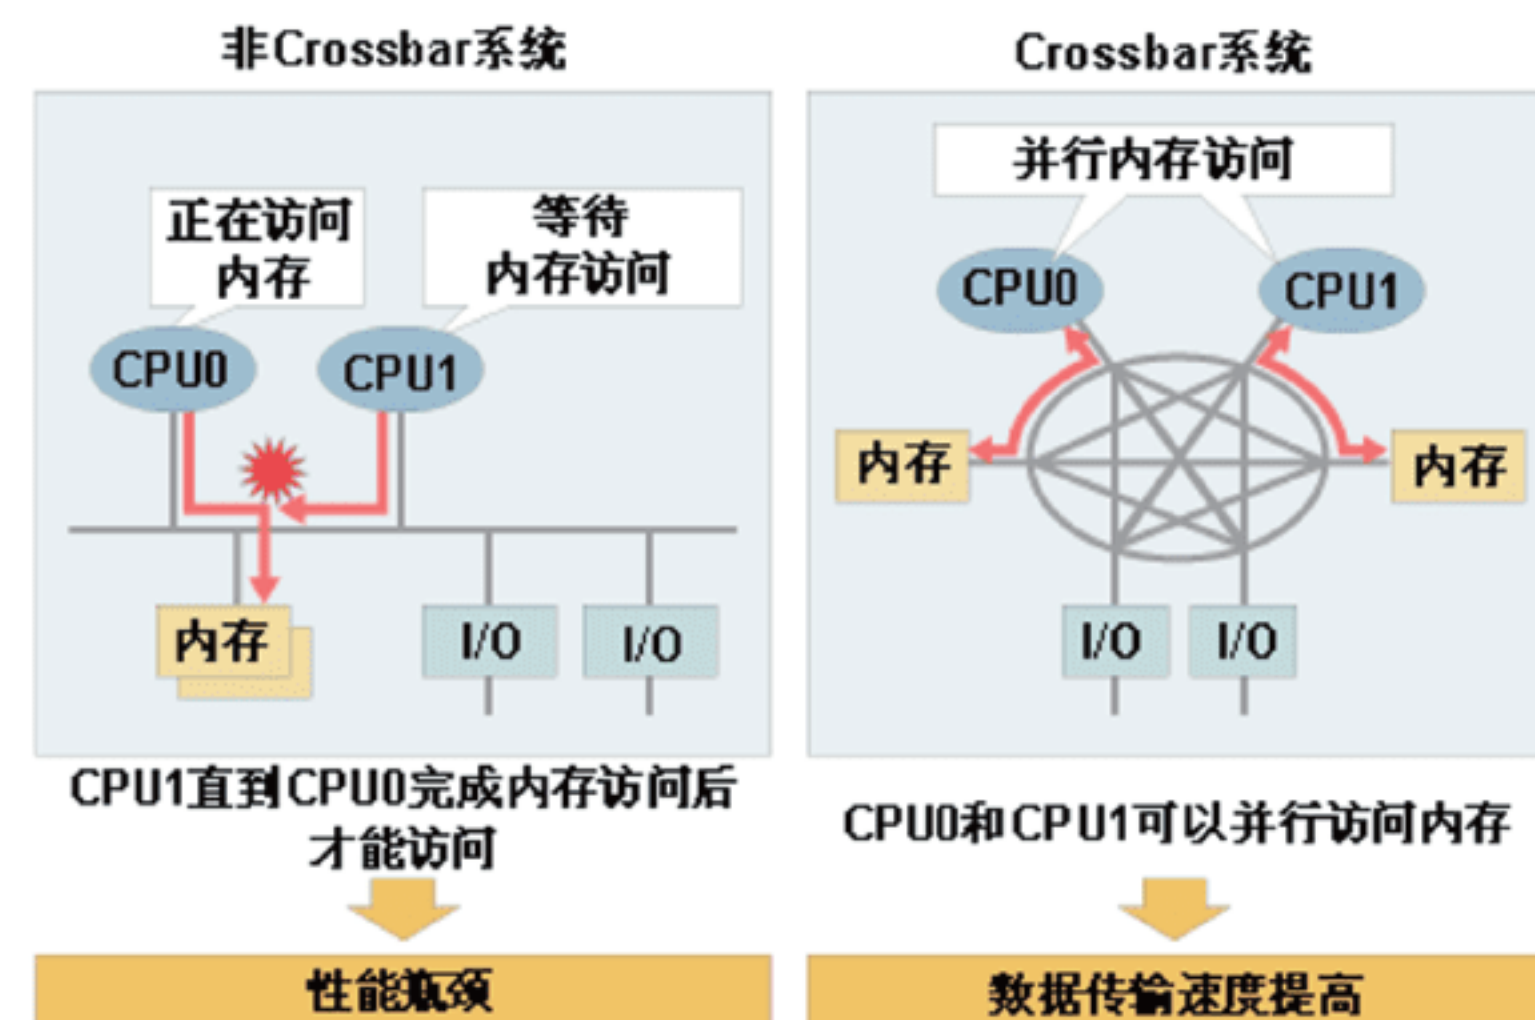 非Crossbar系统
正在访问
内存
等待
内存访问
CPU0
CPU1
内存
I/O
I/O
CPU1直到CPU0完成内存访问后
才能访问
性能瓶颈
Crossbar系统
并行内存访问
CPU0
CPU1
内存
内存
I/O
I/O
CPU0和CPU1可以并行访问内存
数据传输速度提高